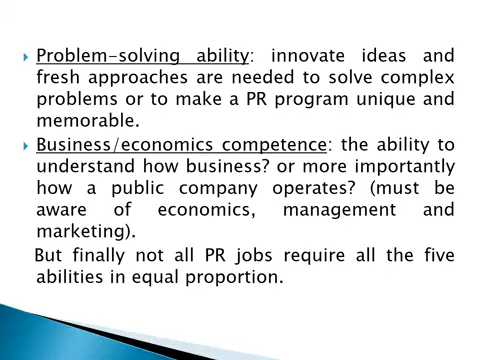 Problem-solving ability: innovate ideas and
fresh approaches are needed to solve complex
problems or to make a PR program unique and
memorable.
Business/economics competence: the ability to
understand how business? or more importantly
how a public company operates? (must be
aware of economics, management and
marketing).
But finally not all PR jobs require all the five
abilities in equal proportion.